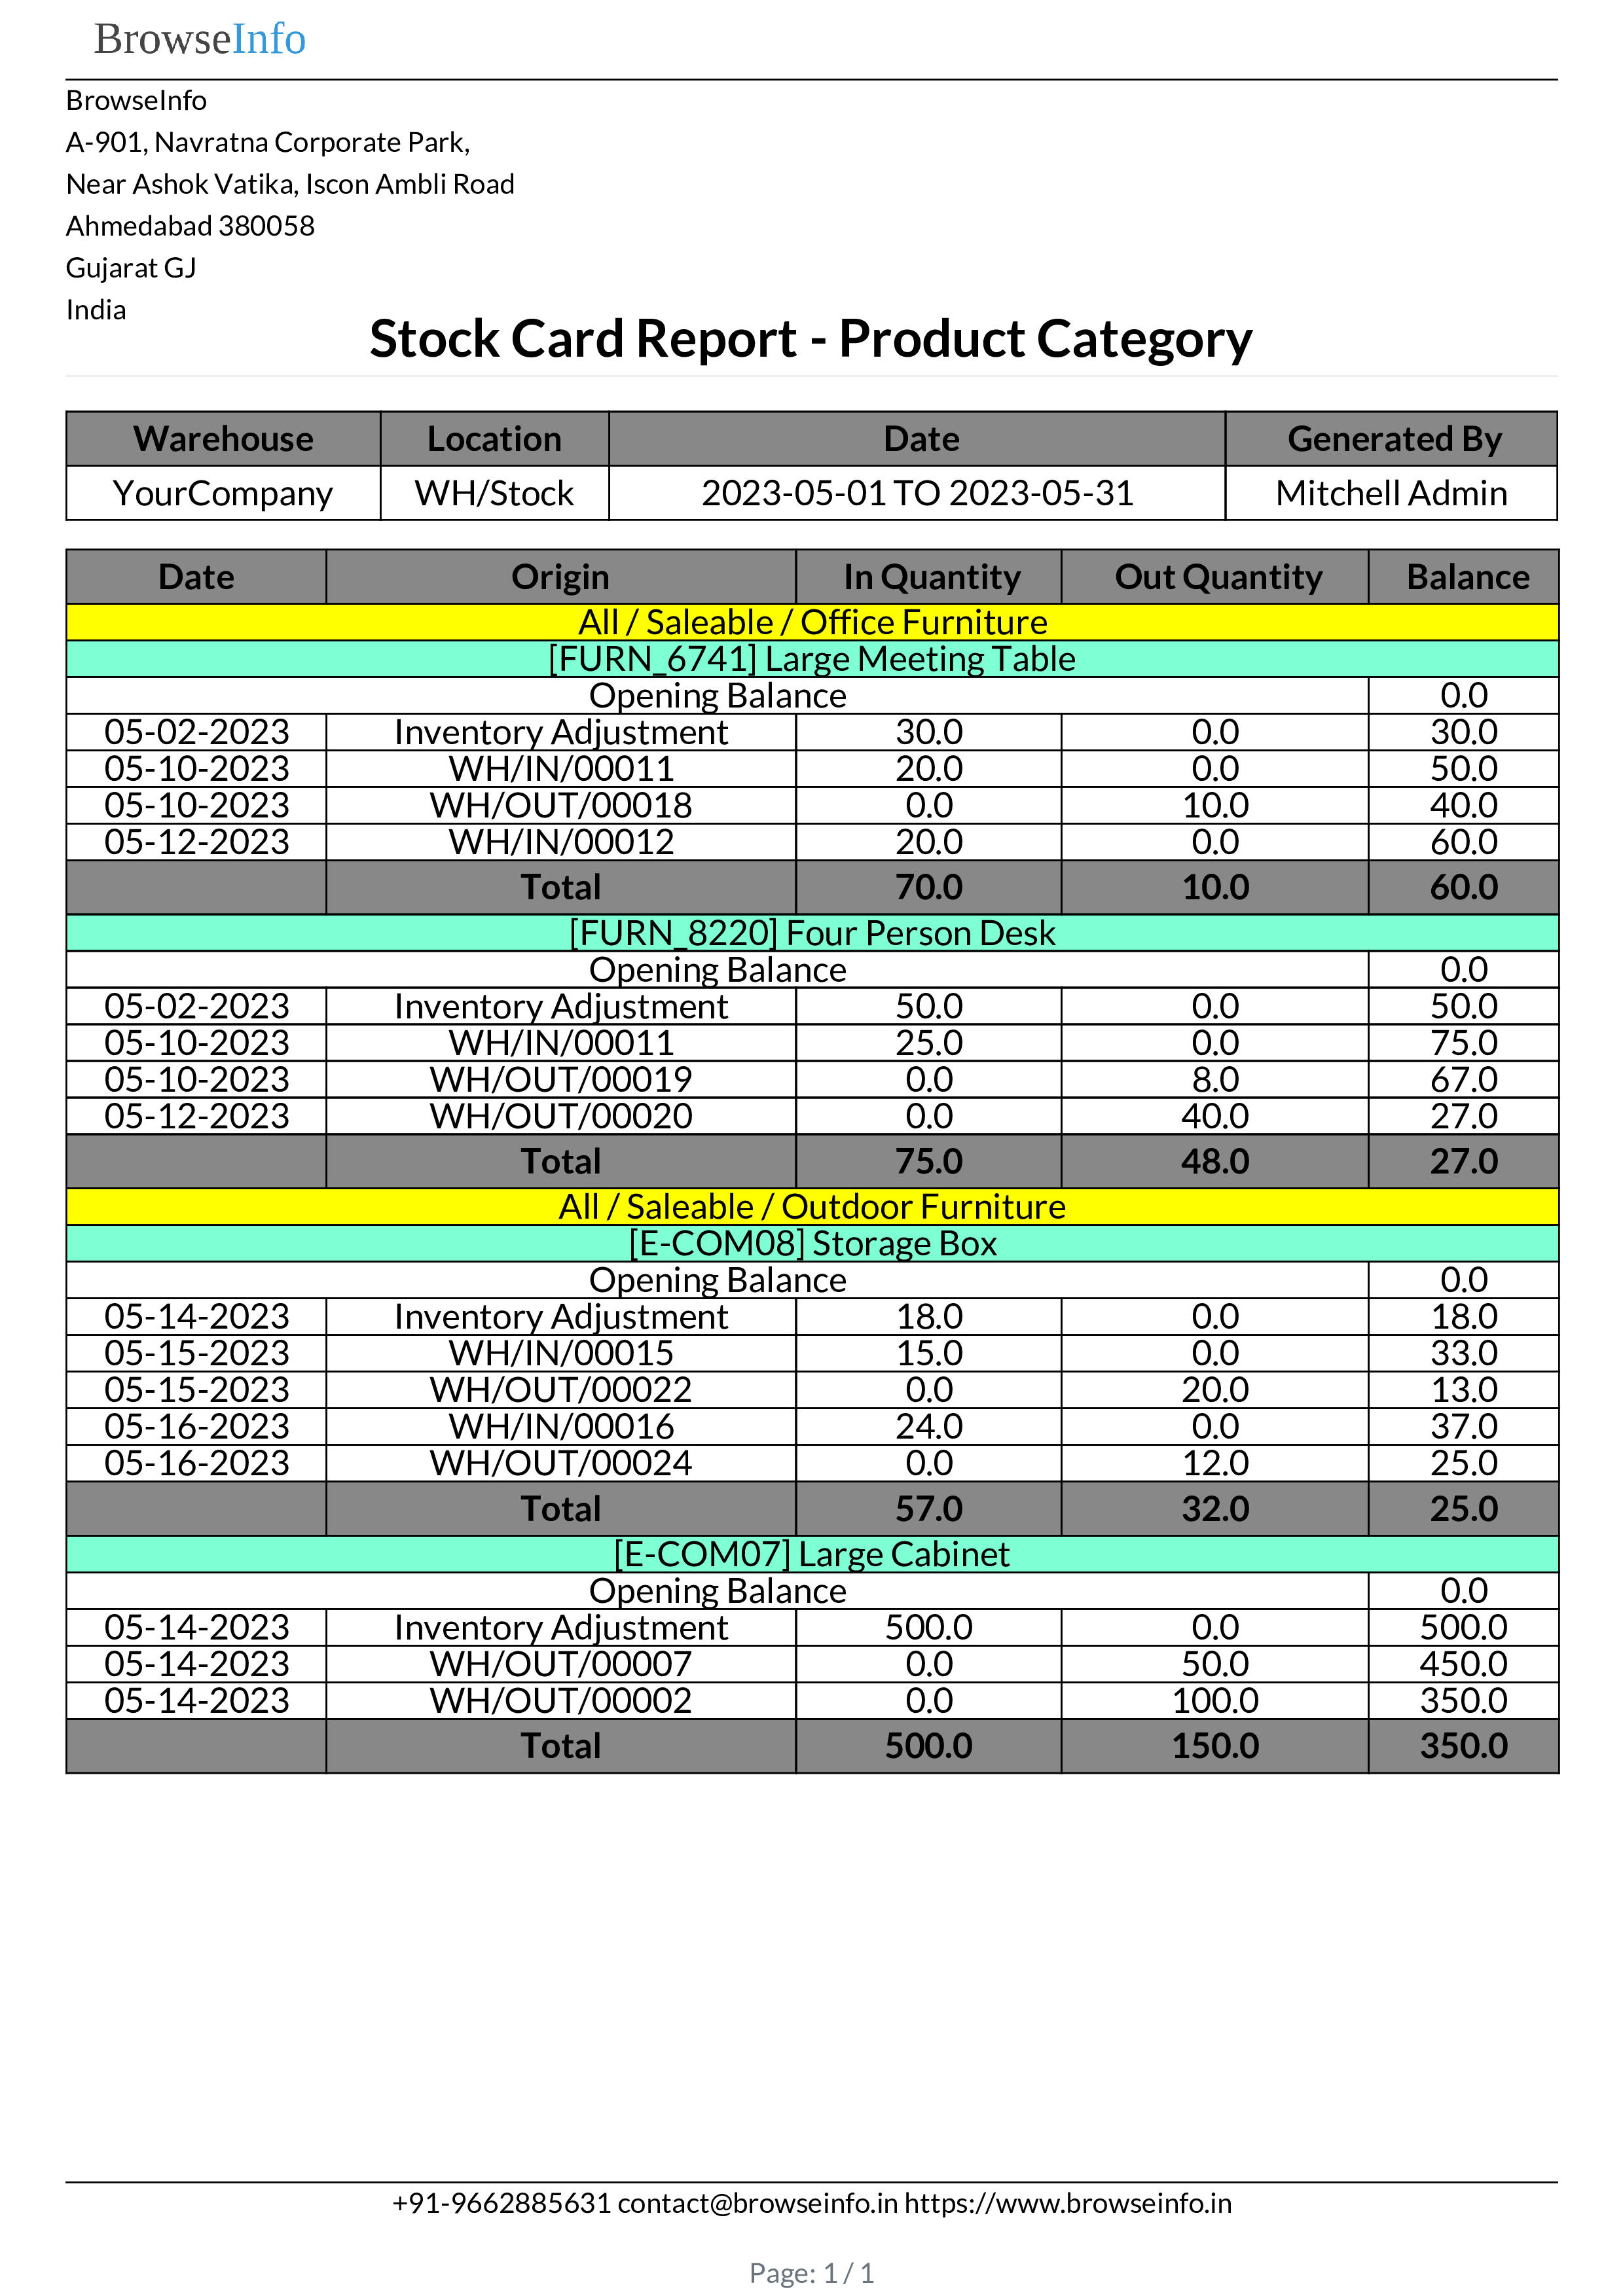 BrowseInfo
BrowseInfo
A-901, Navratna Corporate Park,
Near Ashok Vatika, Iscon Ambli Road
Ahmedabad 380058
Gujarat GJ
India
Stock Card Report - Product Category
Warehouse Location Date Generated By
YourCompany WH/Stock 2023-05-01 TO 2023-05-31 Mitchell Admin
Date Origin In Quantity Out Quantity Balance
All / Saleable / Office Furniture
[FURN_6741] Large Meeting Table
Opening Balance 0.0
05-02-2023 Inventory Adjustment 30.0 0.0 30.0
05-10-2023 WH/IN/00011 20.0 0.0 50.0
05-10-2023 WH/OUT/00018 0.0 10.0 40.0
05-12-2023 WH/IN/00012 20.0 0.0 60.0
Total 70.0 10.0 60.0
[FURN_8220] Four Person Desk
Opening Balance 0.0
05-02-2023 Inventory Adjustment 50.0 0.0 50.0
05-10-2023 WH/IN/00011 25.0 0.0 75.0
05-10-2023 WH/OUT/00019 0.0 8.0 67.0
05-12-2023 WH/OUT/00020 0.0 40.0 27.0
Total 75.0 48.0 27.0
All / Saleable / Outdoor Furniture
[E-COM08] Storage Box
Opening Balance 0.0
05-14-2023 Inventory Adjustment 18.0 0.0 18.0
05-15-2023 WH/IN/00015 15.0 0.0 33.0
05-15-2023 WH/OUT/00022 0.0 20.0 13.0
05-16-2023 WH/IN/00016 24.0 0.0 37.0
05-16-2023 WH/OUT/00024 0.0 12.0 25.0
Total 57.0 32.0 25.0
[E-COM07] Large Cabinet
Opening Balance 0.0
05-14-2023 Inventory Adjustment 500.0 0.0 500.0
05-14-2023 WH/OUT/00007 0.0 50.0 450.0
05-14-2023 WH/OUT/00002 0.0 100.0 350.0
Total 500.0 150.0 350.0
+91-9662885631 contact@browseinfo.in https://www.browseinfo.in
Page: 1 / 1